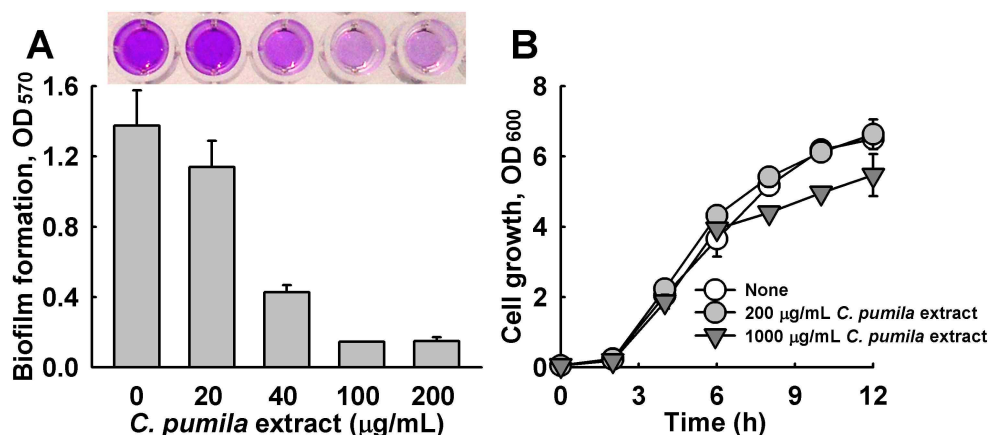 A
Biofilm formation, OD570
1.6
1.2
0.8
0.4
0.0
0 20 40 100 200
C. pumila extract (μg/mL)
B
Cell growth, OD600
8
6
4
2
0
None
200 μg/mL C. pumila extract
1000 μg/mL C. pumila extract
0 3 6 9 12
Time (h)